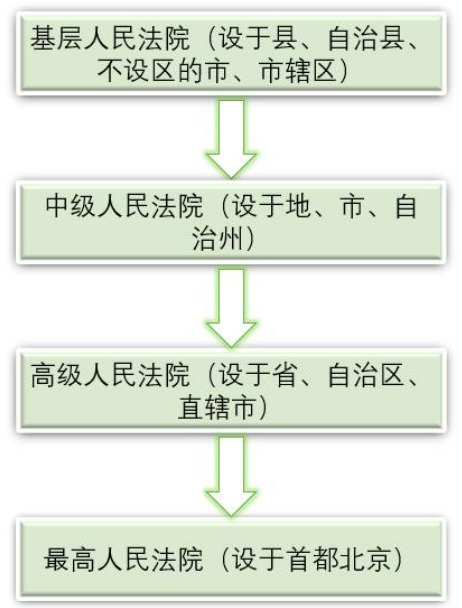 基层人民法院（设于县、自治县、
不设区的市、市辖区）
中级人民法院（设于地、市、自
治州）
高级人民法院（设于省、自治区、
直辖市）
最高人民法院（设于首都北京）